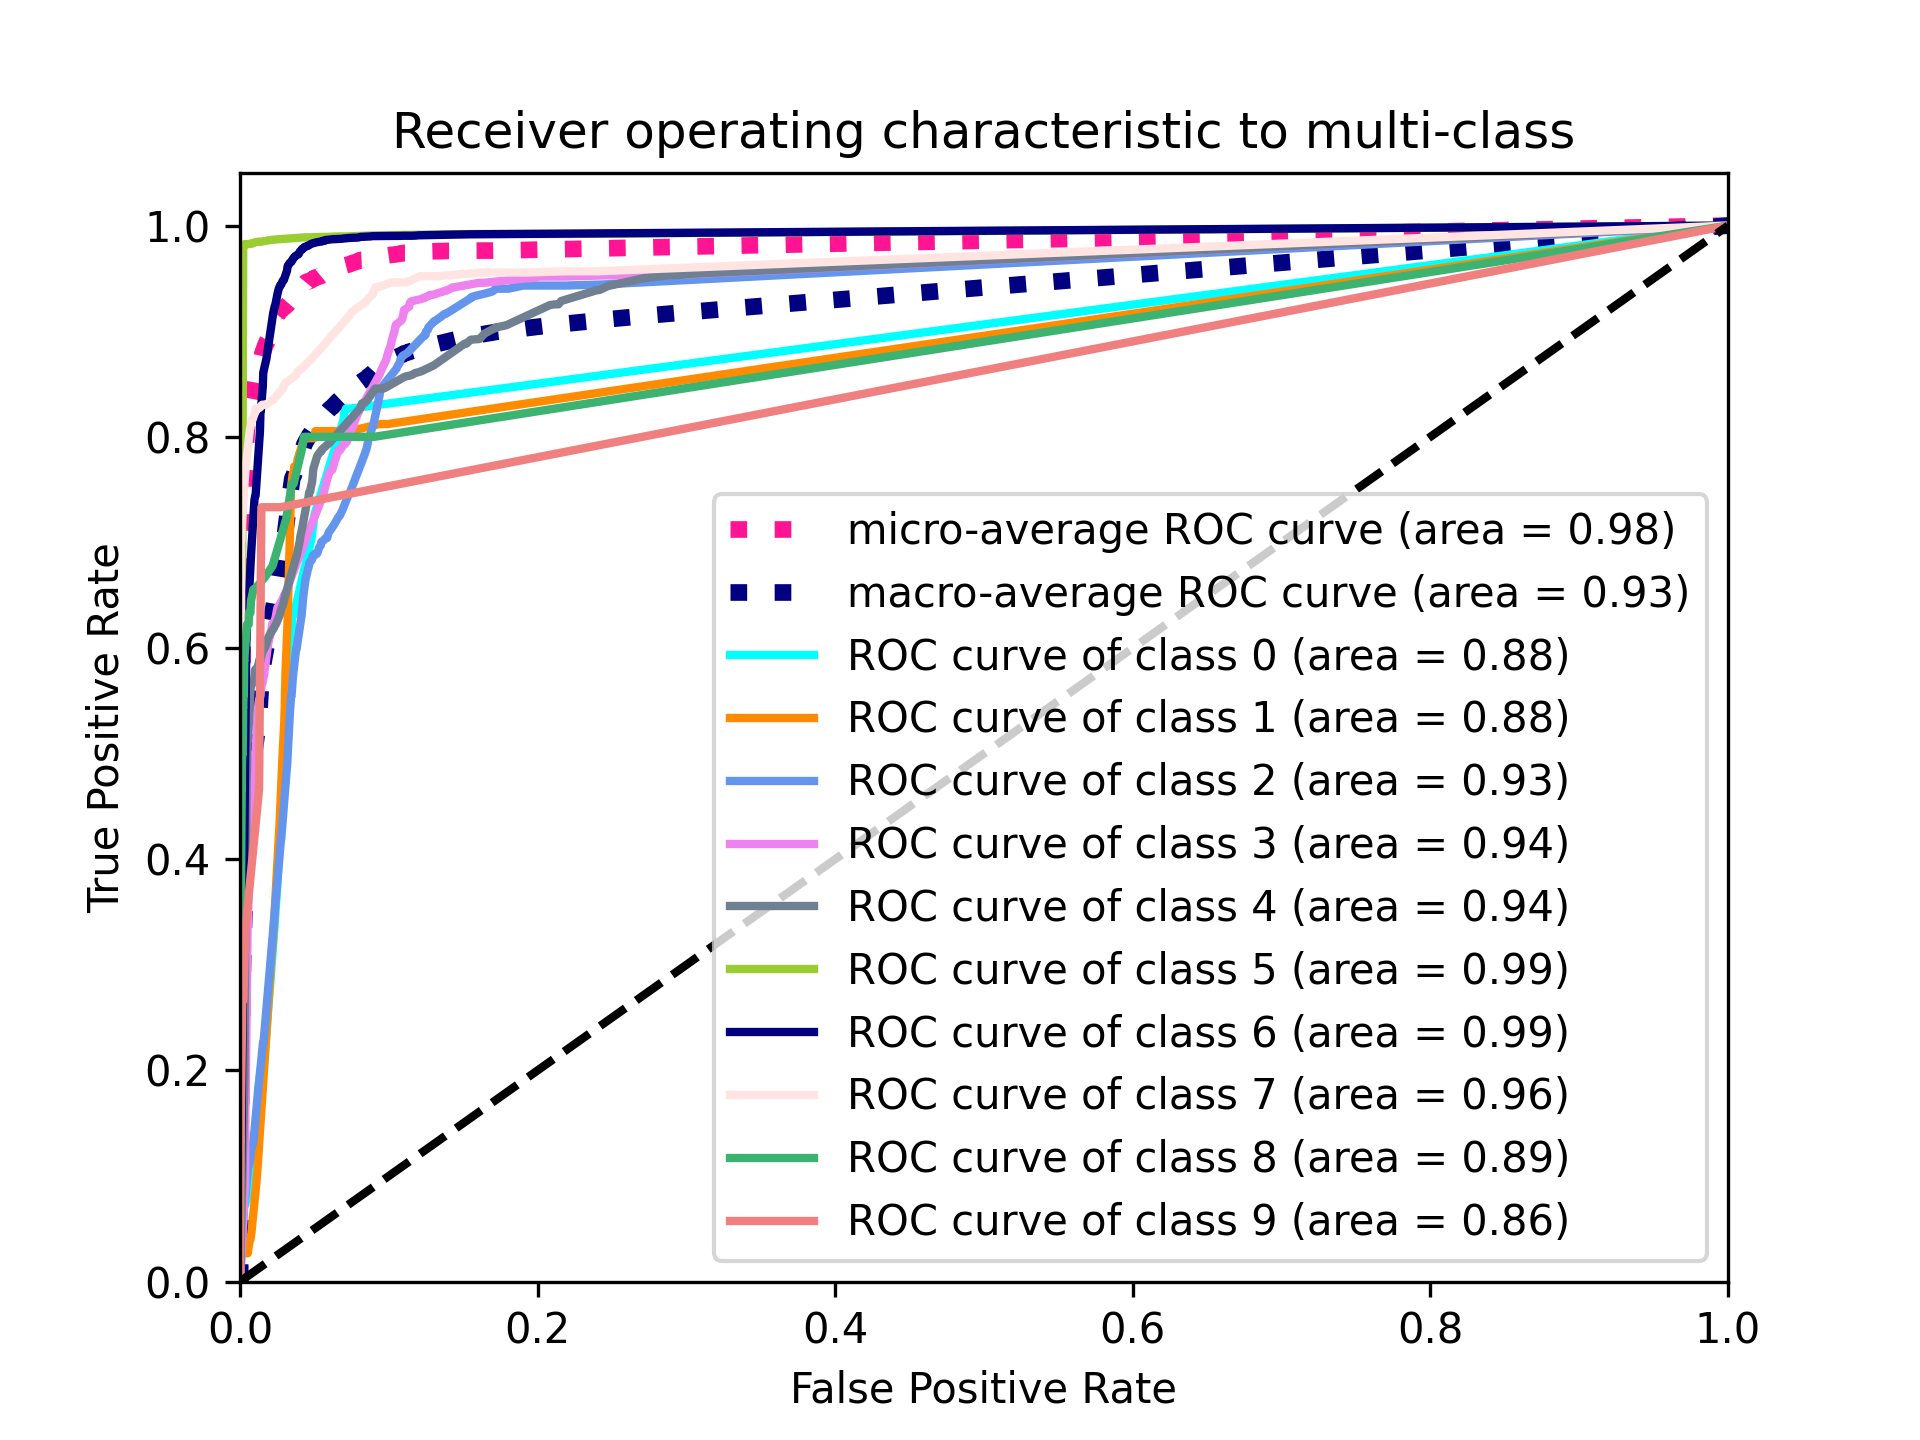 Receiver operating characteristic to multi-class
1.0
0.8
0.6
0.4
0.2
0.0
True Positive Rate
micro-average ROC curve (area = 0.98)
macro-average ROC curve (area = 0.93)
ROC curve of class 0 (area = 0.88)
ROC curve of class 1 (area = 0.88)
ROC curve of class 2 (area = 0.93)
ROC curve of class 3 (area = 0.94)
ROC curve of class 4 (area = 0.94)
ROC curve of class 5 (area = 0.99)
ROC curve of class 6 (area = 0.99)
ROC curve of class 7 (area = 0.96)
ROC curve of class 8 (area = 0.89)
ROC curve of class 9 (area = 0.86)
0.0 0.2 0.4 0.6 0.8 1.0
False Positive Rate